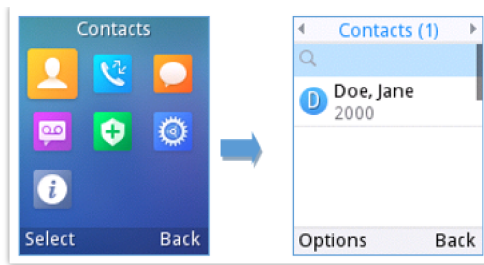 Contacts
Select Back
Contacts (1)
D Doe, Jane
2000
Options Back